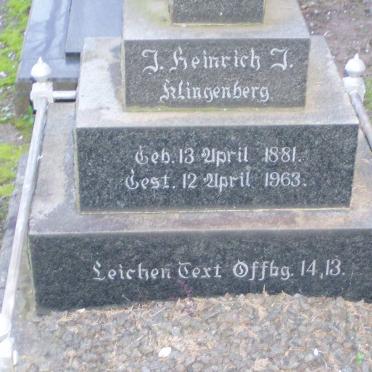 J. Heinrich J.
Klingenberg
Geb. 13 April 1881.
Gest. 12 April 1963.
Leichen Text Offbg. 14,13.